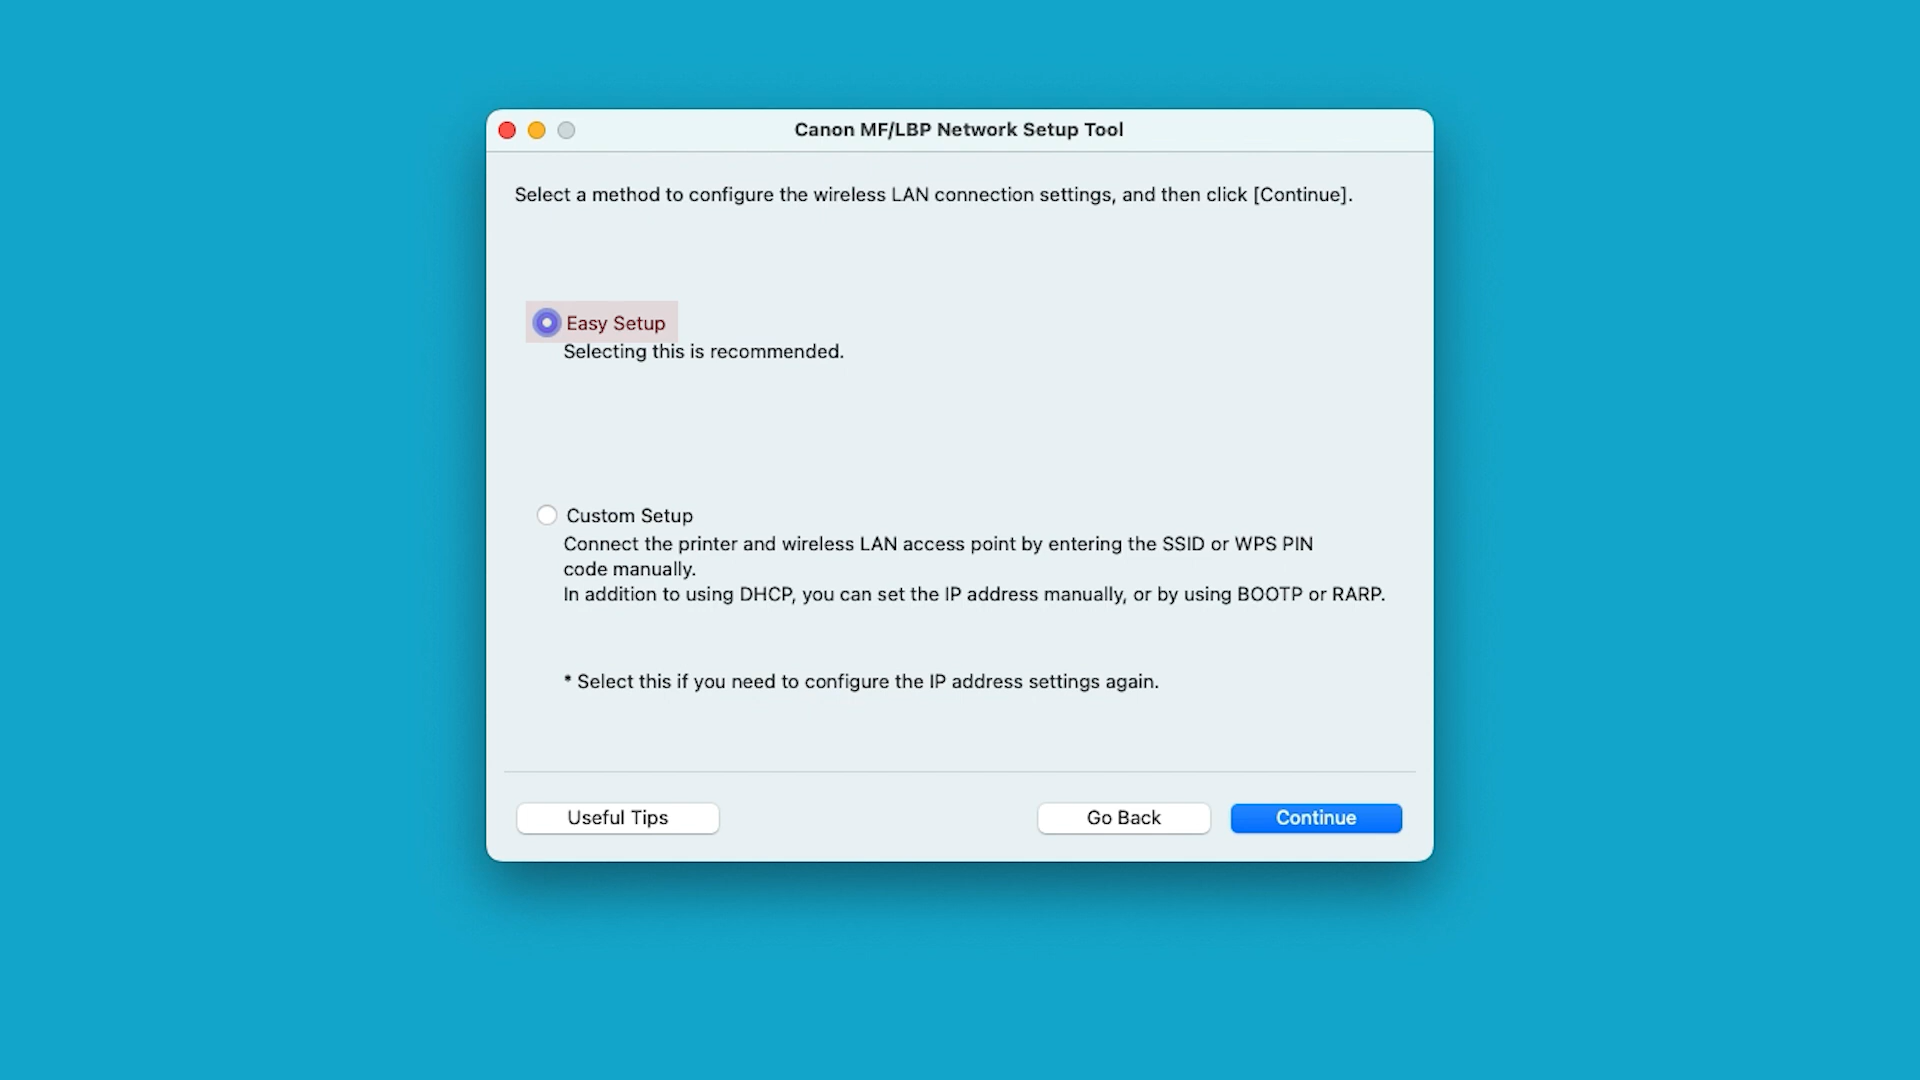 Canon MF/LBP Network Setup Tool
Select a method to configure the wireless LAN connection settings, and then click [Continue].
Easy Setup
Selecting this is recommended.
Custom Setup
Connect the printer and wireless LAN access point by entering the SSID or WPS PIN
code manually.
In addition to using DHCP, you can set the IP address manually, or by using BOOTP or RARP.
* Select this if you need to configure the IP address settings again.
Useful Tips
Go Back
Continue